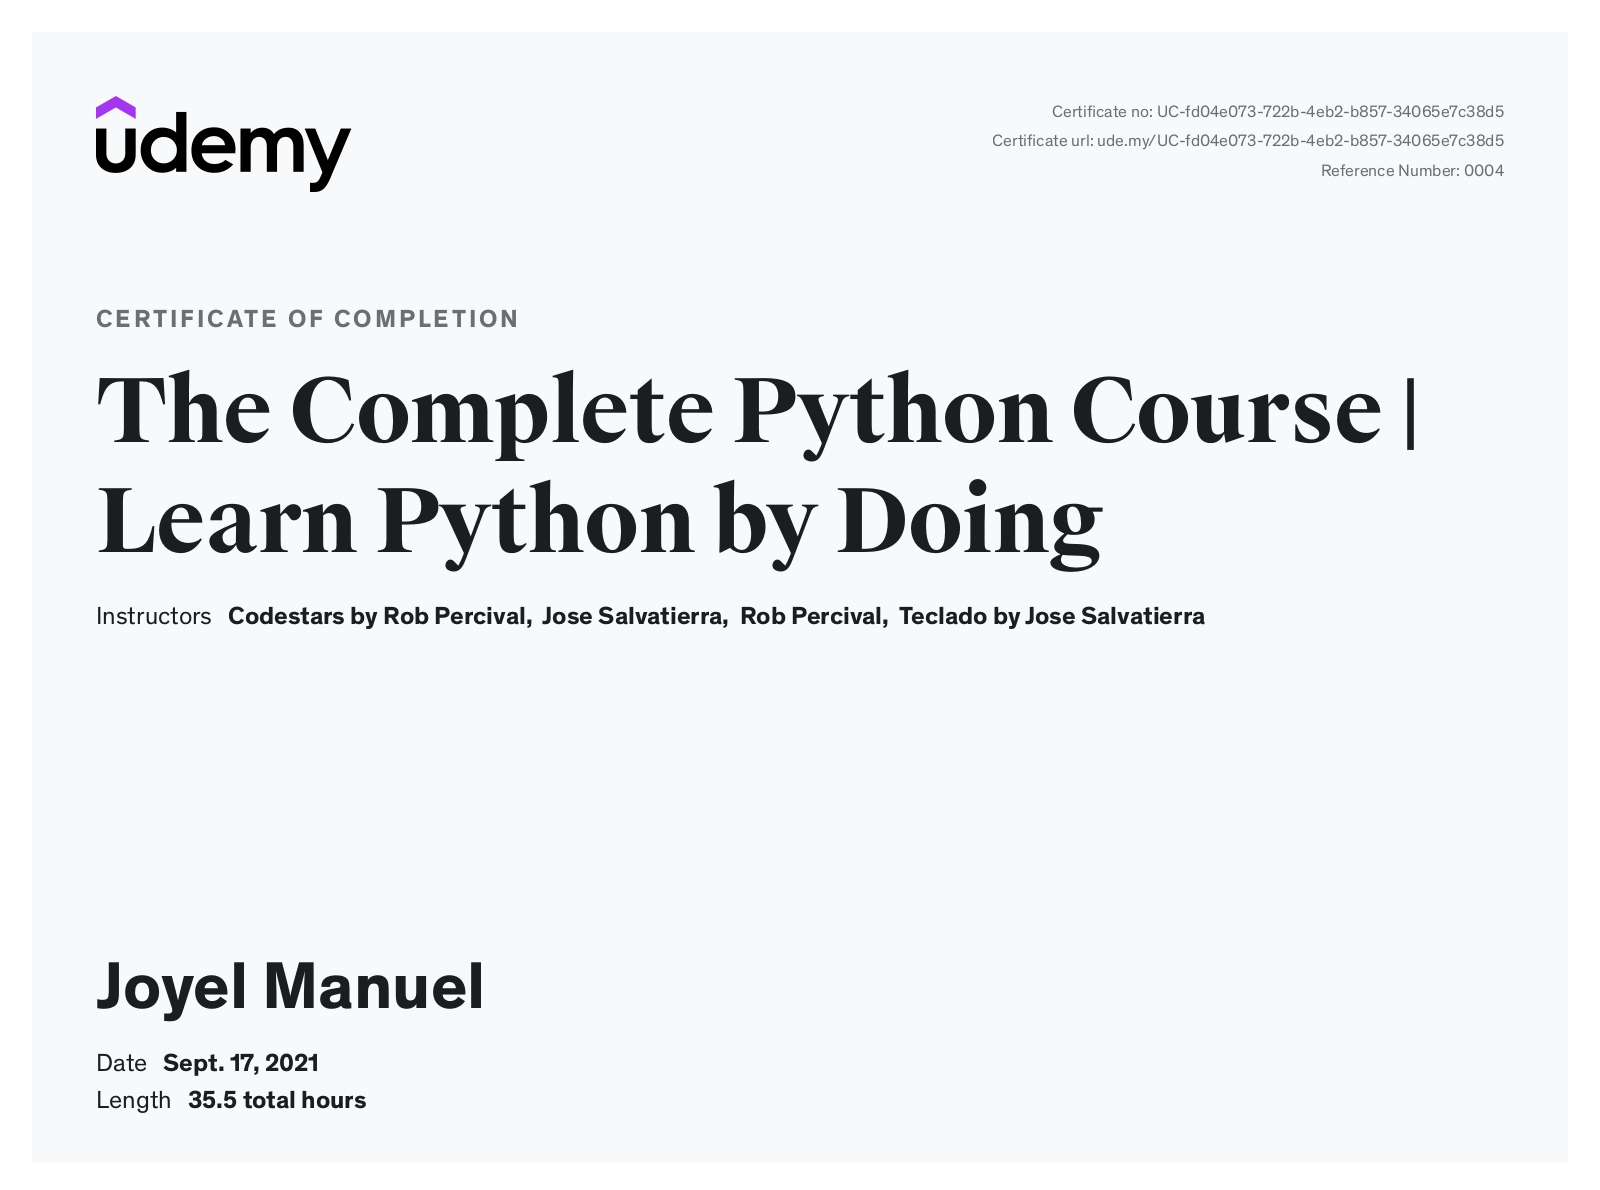 udemy
Certificate no: UC-fd04e073-722b-4eb2-b857-34065e7c38d5
Certificate url: ude.my/UC-fd04e073-722b-4eb2-b857-34065e7c38d5
Reference Number: 0004
CERTIFICATE OF COMPLETION
The Complete Python Course |
Learn Python by Doing
Instructors Codestars by Rob Percival, Jose Salvatierra, Rob Percival, Teclado by Jose Salvatierra
Joyel Manuel
Date Sept. 17, 2021
Length 35.5 total hours